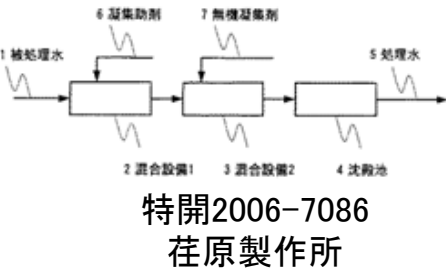 6 凝集助剤
7 無機凝集剤
1 被処理水
5 処理水
2 混合設備1
3 混合設備2
4 沈殿池
特開2006-7086
荏原製作所